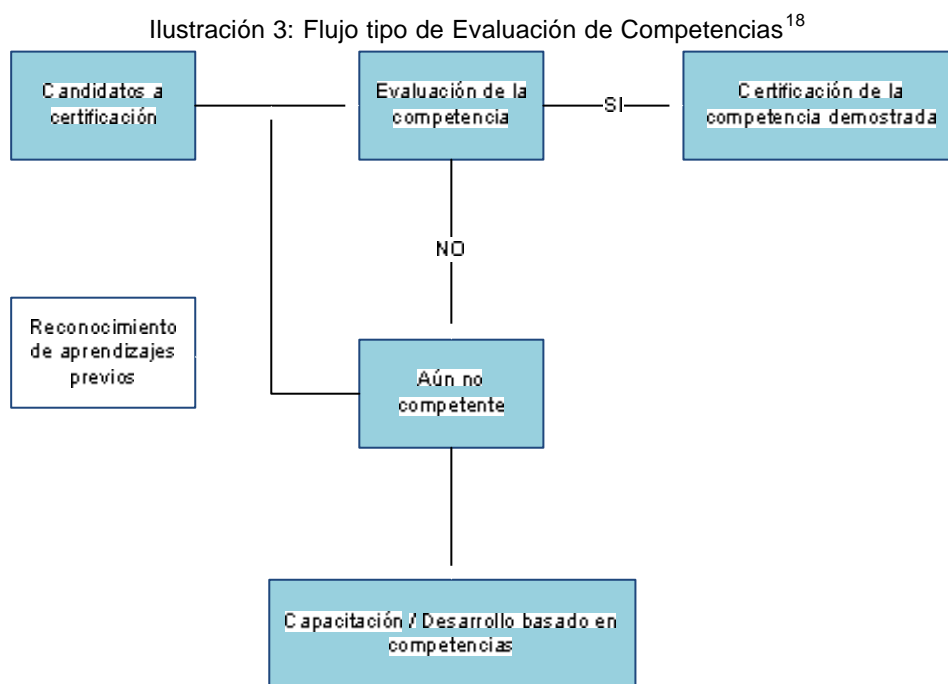 Ilustración 3: Flujo tipo de Evaluación de Competencias18
Candidatos a
certificación
Evaluación de la
competencia
SI
Certificación de la
competencia demostrada
NO
Reconocimiento
de aprendizajes
previos
Aún no
competente
Capacitación / Desarrollo basado en
competencias